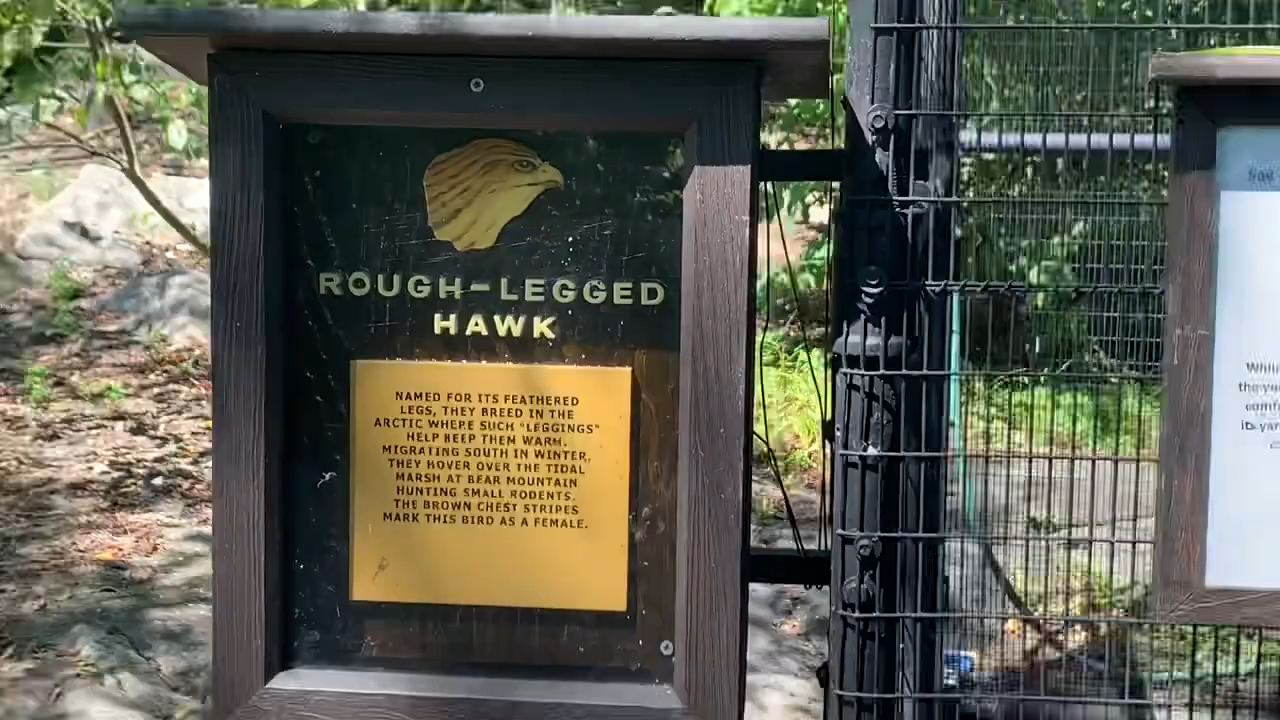 ROUGH-LEGGED
HAWK
NAMED FOR ITS FEATHERED
LEGS, THEY BREED IN THE
ARCTIC WHERE SUCH "LEGGINGS"
HELP KEEP THEM WARM.
MIGRATING SOUTH IN WINTER,
THEY HOVER OVER THE TIDAL
MARSH AT BEAR MOUNTAIN
HUNTING SMALL RODENTS.
THE BROWN CHEST STRIPES
MARK THIS BIRD AS A FEMALE.